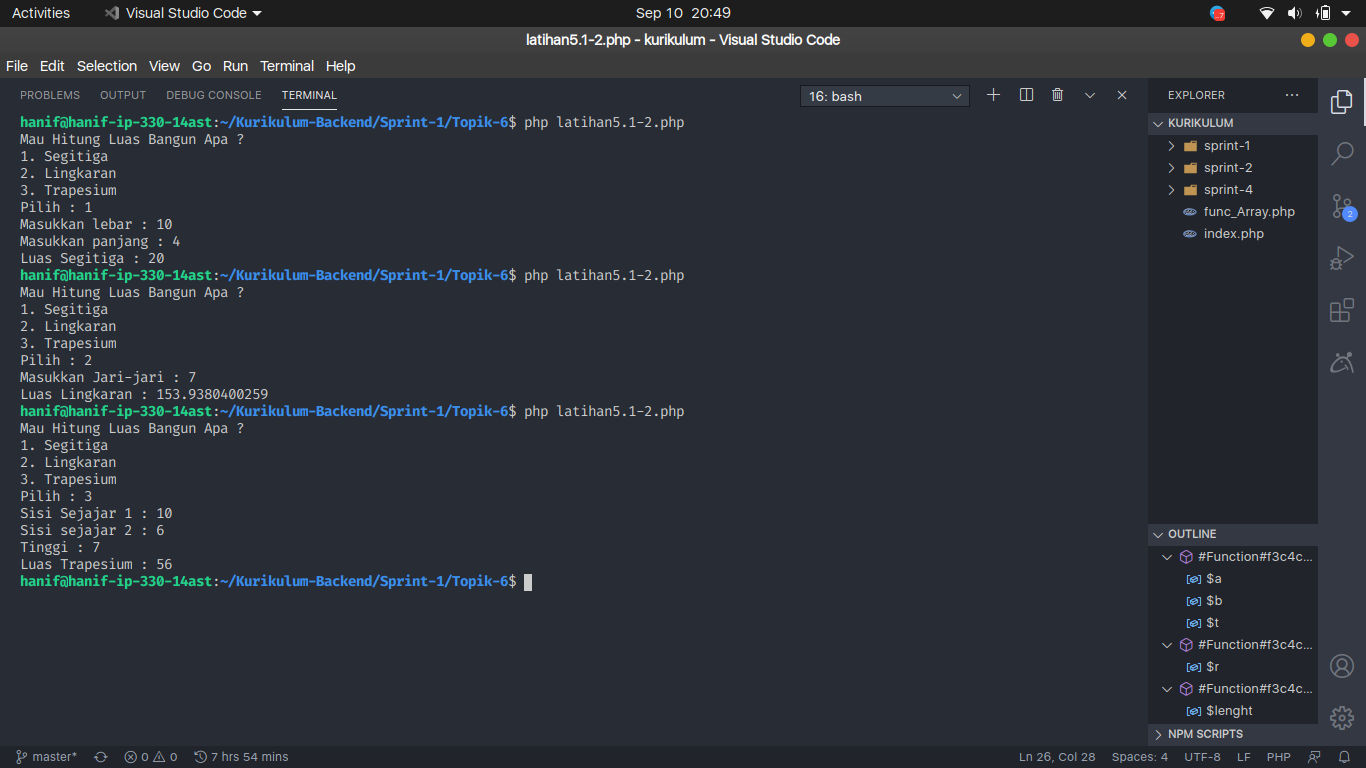 Activities
Visual Studio Code
Sep 10 20:49
latihan5.1-2.php - kurikulum - Visual Studio Code
File Edit Selection View Go Run Terminal Help
PROBLEMS OUTPUT DEBUG CONSOLE TERMINAL
16: bash
hanif@hanif-ip-330-14ast:~/Kurikulum-Backend/Sprint-1/Topik-6$ php latihan5.1-2.php
Mau Hitung Luas Bangun Apa ?
1. Segitiga
2. Lingkaran
3. Trapesium
Pilih : 1
Masukkan lebar : 10
Masukkan panjang : 4
Luas Segitiga : 20
hanif@hanif-ip-330-14ast:~/Kurikulum-Backend/Sprint-1/Topik-6$ php latihan5.1-2.php
Mau Hitung Luas Bangun Apa ?
1. Segitiga
2. Lingkaran
3. Trapesium
Pilih : 2
Masukkan Jari-jari : 7
Luas Lingkaran : 153.9380400259
hanif@hanif-ip-330-14ast:~/Kurikulum-Backend/Sprint-1/Topik-6$ php latihan5.1-2.php
Mau Hitung Luas Bangun Apa ?
1. Segitiga
2. Lingkaran
3. Trapesium
Pilih : 3
Sisi Sejajar 1 : 10
Sisi sejajar 2 : 6
Tinggi : 7
Luas Trapesium : 56
hanif@hanif-ip-330-14ast:~/Kurikulum-Backend/Sprint-1/Topik-6$
EXPLORER
KURIKULUM
sprint-1
sprint-2
sprint-4
func_Array.php
index.php
2
OUTLINE
#Function#f3c4c...
$a
$b
$t
#Function#f3c4c...
$r
#Function#f3c4c...
$lenght
NPM SCRIPTS
master* 0 0 7 hrs 54 mins
Ln 26, Col 28 Spaces: 4 UTF-8 LF PHP